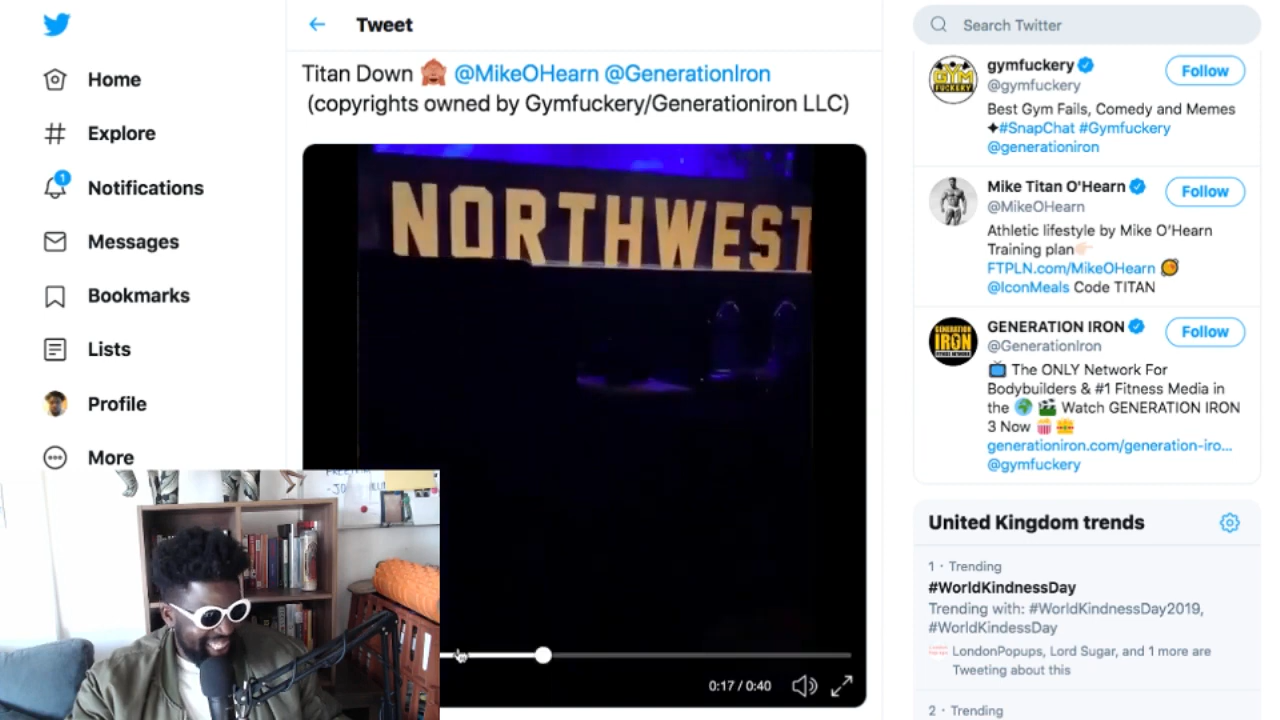 Home
Explore
1
Notifications
Messages
Bookmarks
Lists
Profile
More
Tweet
Titan Down 🙈 @MikeOHearn @GenerationIron
(copyrights owned by Gymfuckery/Generationiron LLC)
NORTHWEST
0:17 / 0:40
Search Twitter
GYM
FUCKERY
gymfuckery
Follow
@gymfuckery
Best Gym Fails, Comedy and Memes
✦#SnapChat #Gymfuckery
@generationiron
Mike Titan O'Hearn
Follow
@MikeOHearn
Athletic lifestyle by Mike O’Hearn
Training plan👉🏻
FTPLN.com/MikeOHearn 🥘
@IconMeals Code TITAN
GENERATION
IRON
GENERATION IRON
Follow
@GenerationIron
📺 The ONLY Network For
Bodybuilders & #1 Fitness Media in
the 🌍 🎬 Watch GENERATION IRON
3 Now 🍿 🍔
generationiron.com/generation-iro...
@gymfuckery
United Kingdom trends
1 · Trending
#WorldKindnessDay
Trending with: #WorldKindnessDay2019,
#WorldKindessDay
LondonPopups, Lord Sugar, and 1 more are
Tweeting about this
2 · Trending